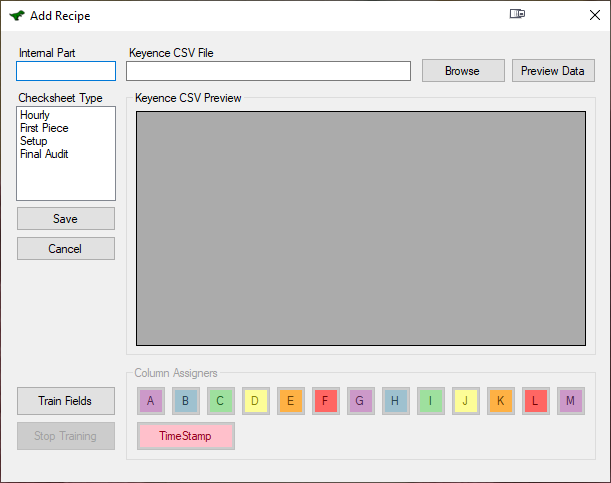 Add Recipe
Internal Part
Keyence CSV File
Browse
Preview Data
Checksheet Type
Hourly
First Piece
Setup
Final Audit
Save
Cancel
Keyence CSV Preview
Column Assigners
Train Fields
A B C D E F G H I J K L M
Stop Training
TimeStamp